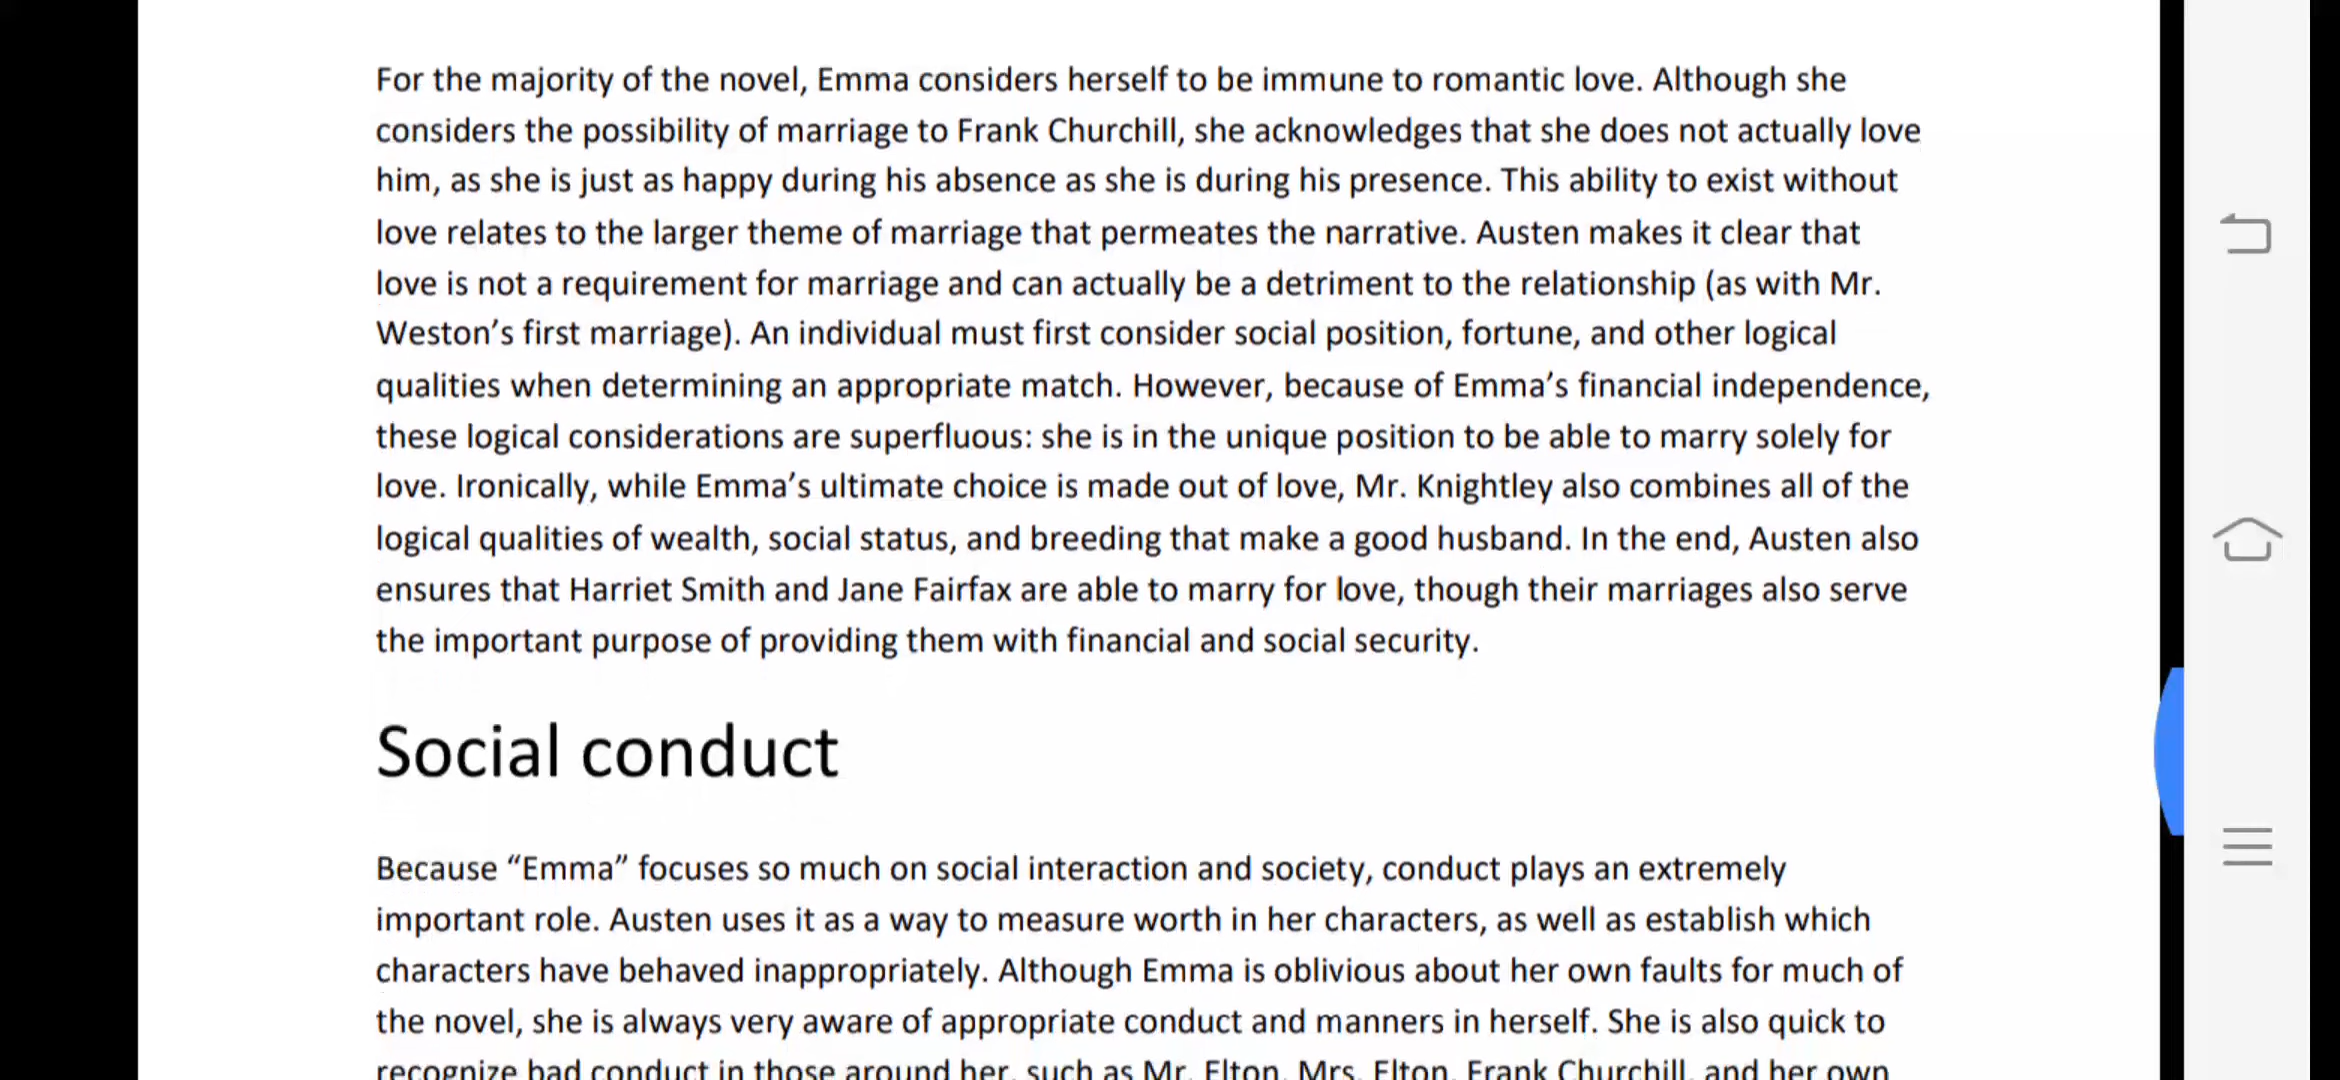 For the majority of the novel, Emma considers herself to be immune to romantic love. Although she
considers the possibility of marriage to Frank Churchill, she acknowledges that she does not actually love
him, as she is just as happy during his absence as she is during his presence. This ability to exist without
love relates to the larger theme of marriage that permeates the narrative. Austen makes it clear that
love is not a requirement for marriage and can actually be a detriment to the relationship (as with Mr.
Weston’s first marriage). An individual must first consider social position, fortune, and other logical
qualities when determining an appropriate match. However, because of Emma’s financial independence,
these logical considerations are superfluous: she is in the unique position to be able to marry solely for
love. Ironically, while Emma’s ultimate choice is made out of love, Mr. Knightley also combines all of the
logical qualities of wealth, social status, and breeding that make a good husband. In the end, Austen also
ensures that Harriet Smith and Jane Fairfax are able to marry for love, though their marriages also serve
the important purpose of providing them with financial and social security.
Social conduct
Because “Emma” focuses so much on social interaction and society, conduct plays an extremely
important role. Austen uses it as a way to measure worth in her characters, as well as establish which
characters have behaved inappropriately. Although Emma is oblivious about her own faults for much of
the novel, she is always very aware of appropriate conduct and manners in herself. She is also quick to
recognize bad conduct in those around her, such as Mr. Elton, Mrs. Elton, Frank Churchill, and her own